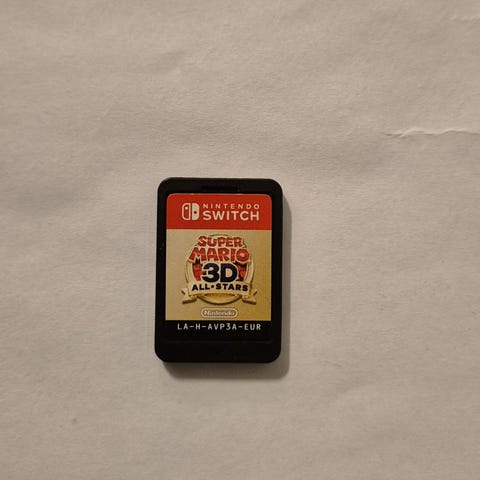 NINTENDO
SWITCH
SUPER
MARIO
3D
ALL★STARS
Nintendo
LA-H-AVP3A-EUR